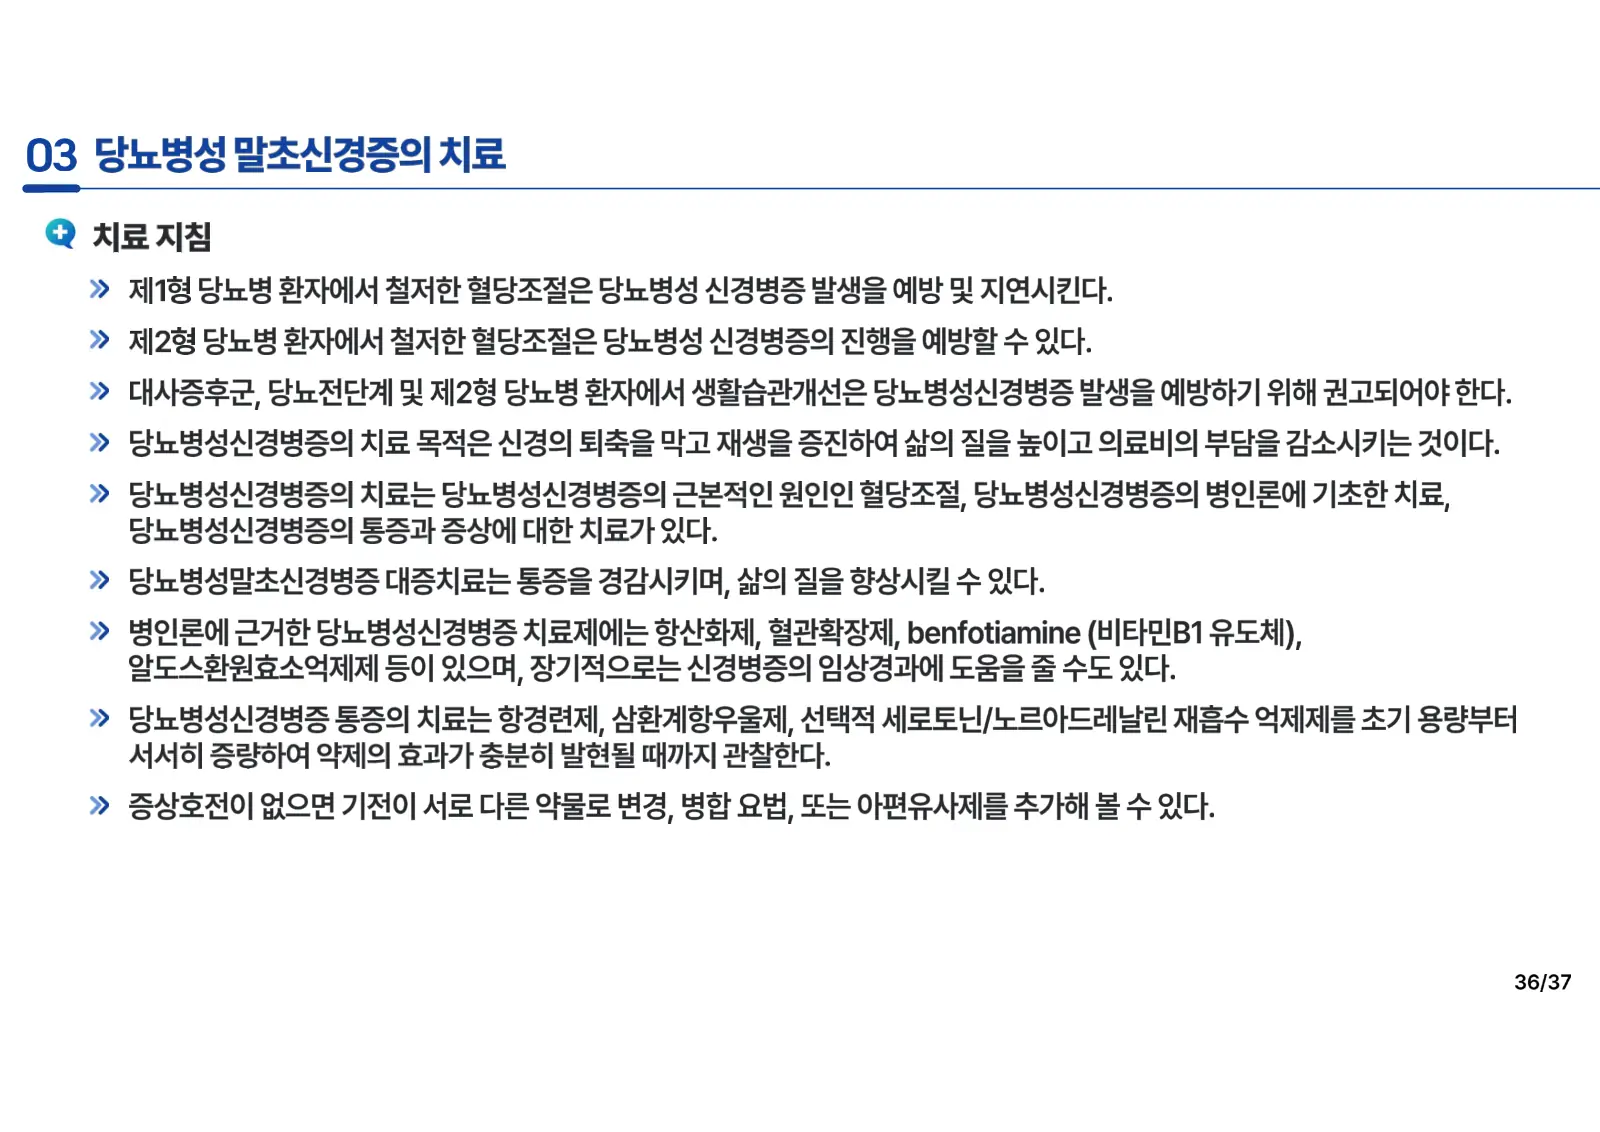 03 당뇨병성 말초신경증의 치료
치료 지침
제1형 당뇨병 환자에서 철저한 혈당조절은 당뇨병성 신경병증 발생을 예방 및 지연시킨다.
제2형 당뇨병 환자에서 철저한 혈당조절은 당뇨병성 신경병증의 진행을 예방할 수 있다.
대사증후군, 당뇨전단계 및 제2형 당뇨병 환자에서 생활습관개선은 당뇨병성신경병증 발생을 예방하기 위해 권고되어야 한다.
당뇨병성신경병증의 치료 목적은 신경의 퇴축을 막고 재생을 증진하여 삶의 질을 높이고 의료비의 부담을 감소시키는 것이다.
당뇨병성신경병증의 치료는 당뇨병성신경병증의 근본적인 원인인 혈당조절, 당뇨병성신경병증의 병인론에 기초한 치료,
당뇨병성신경병증의 통증과 증상에 대한 치료가 있다.
당뇨병성말초신경병증 대증치료는 통증을 경감시키며, 삶의 질을 향상시킬 수 있다.
병인론에 근거한 당뇨병성신경병증 치료제에는 항산화제, 혈관확장제, benfotiamine (비타민B1 유도체),
알도스환원효소억제제 등이 있으며, 장기적으로는 신경병증의 임상경과에 도움을 줄 수도 있다.
당뇨병성신경병증 통증의 치료는 항경련제, 삼환계항우울제, 선택적 세로토닌/노르아드레날린 재흡수 억제제를 초기 용량부터
서서히 증량하여 약제의 효과가 충분히 발현될 때까지 관찰한다.
증상호전이 없으면 기전이 서로 다른 약물로 변경, 병합 요법, 또는 아편유사제를 추가해 볼 수 있다.
36/37